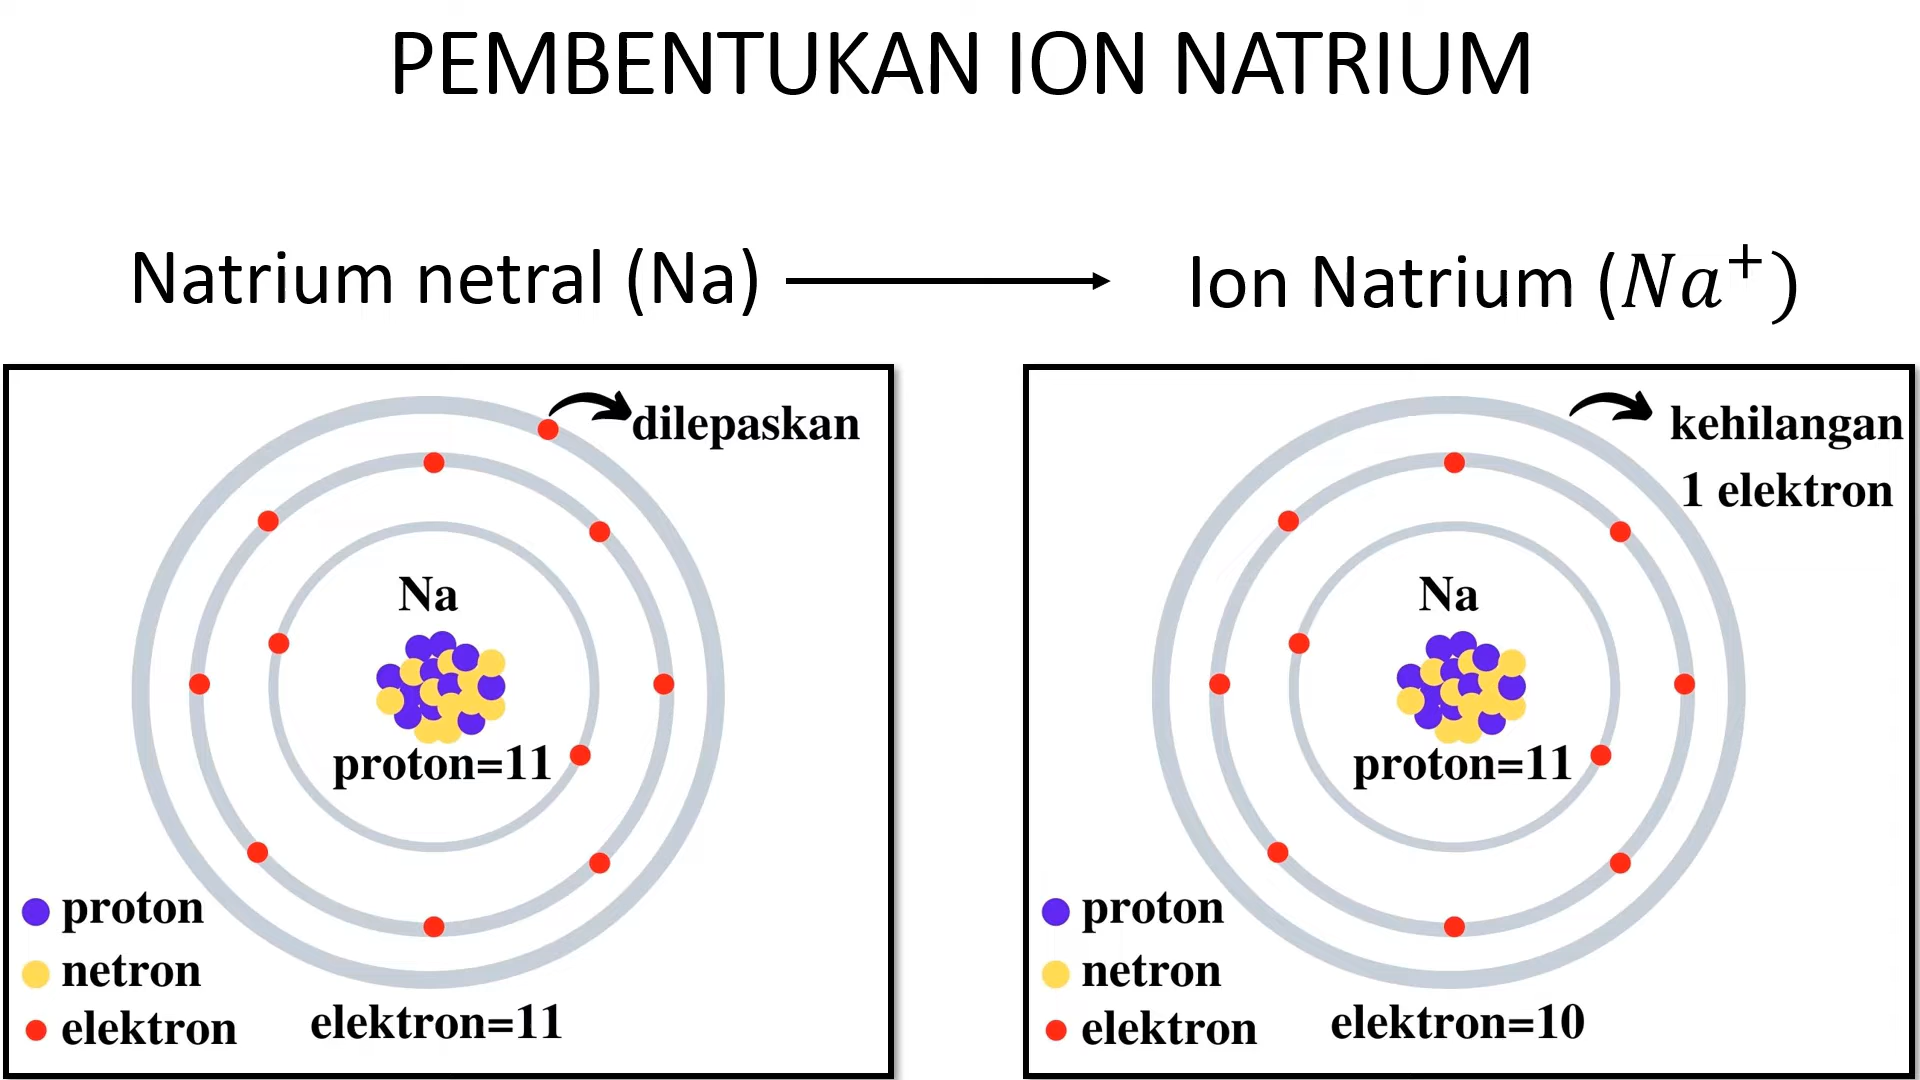 PEMBENTUKAN ION NATRIUM
Natrium netral (Na)
Ion Natrium (Na⁺)
dilepaskan
Na
proton=11
proton
netron
elektron
elektron=11
kehilangan
1 elektron
Na
proton=11
proton
netron
elektron
elektron=10